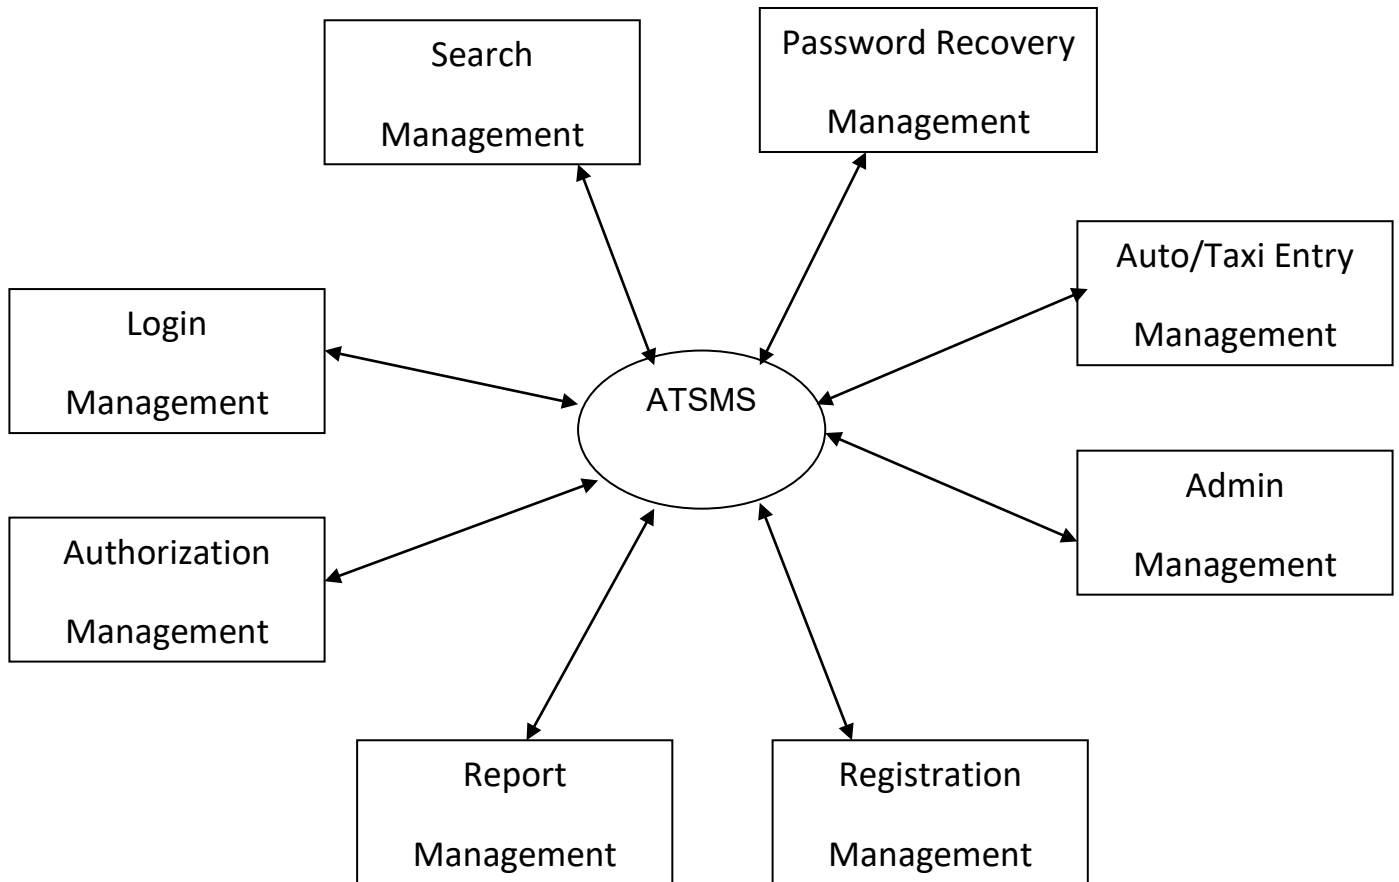 Search
Management
Password Recovery
Management
Auto/Taxi Entry
Management
Login
Management
ATSMS
Admin
Management
Authorization
Management
Report
Management
Registration
Management